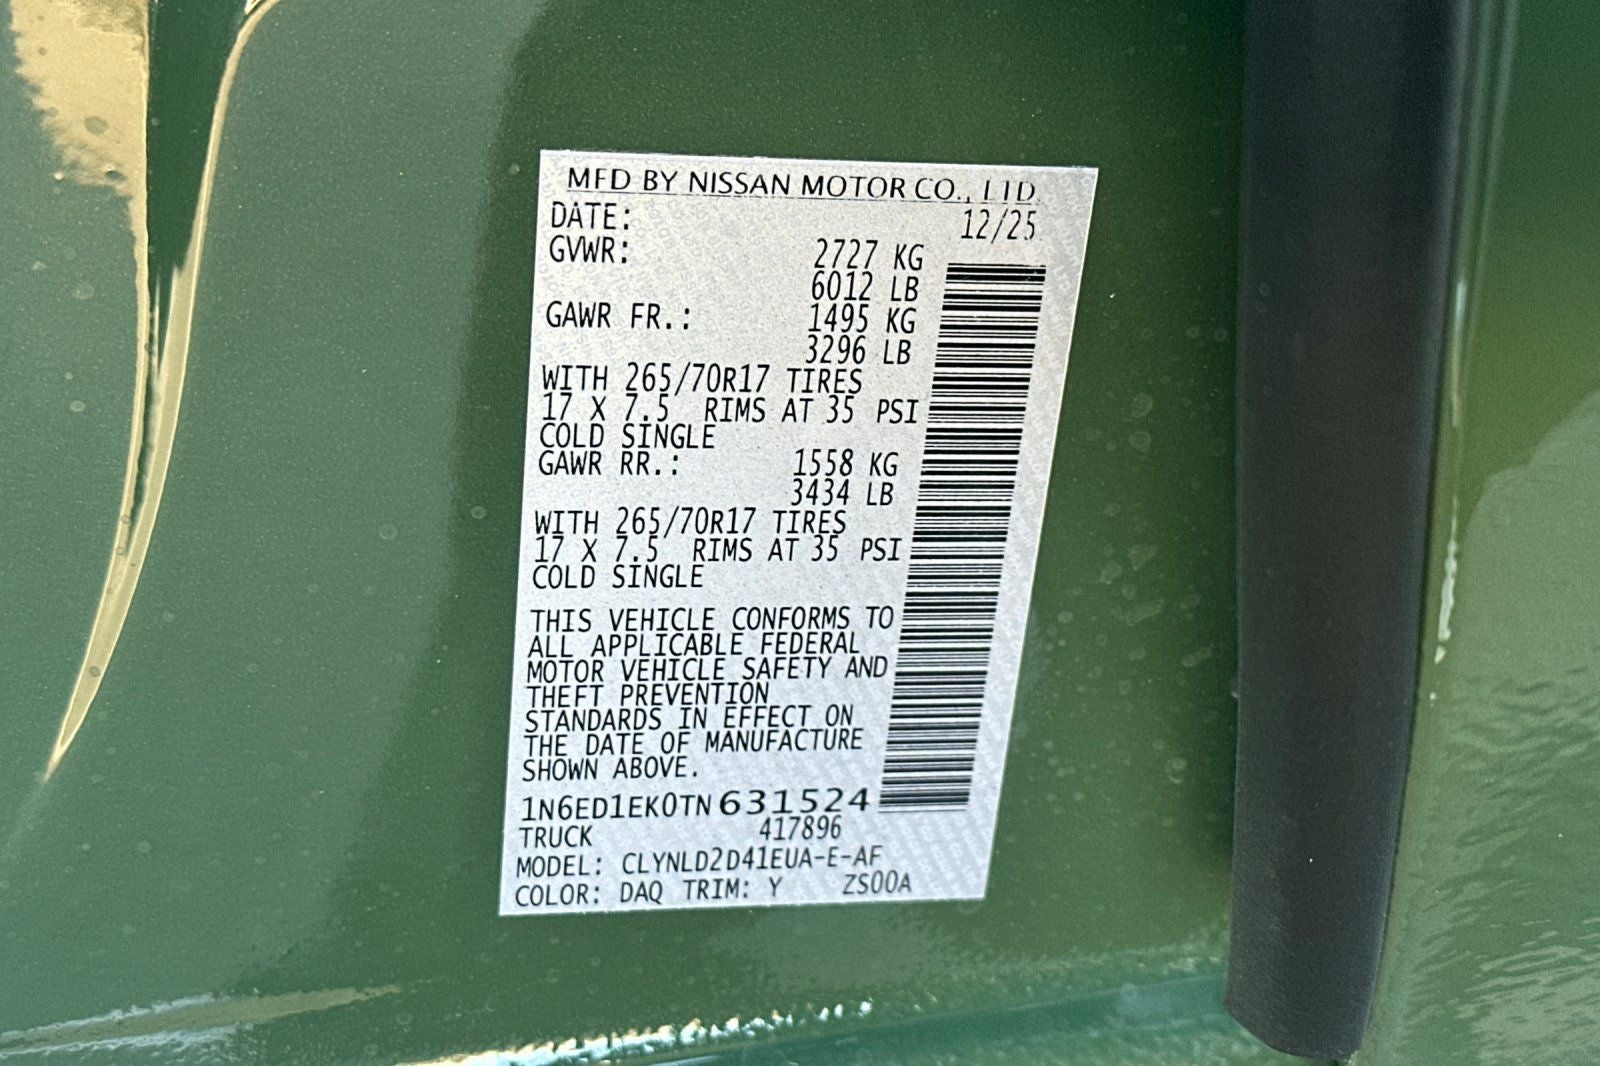 MFD BY NISSAN MOTOR CO., LTD.
DATE: 12/25
GVWR: 2727 KG
6012 LB
GAWR FR.: 1495 KG
3296 LB
WITH 265/70R17 TIRES
17 X 7.5 RIMS AT 35 PSI
COLD SINGLE
GAWR RR.: 1558 KG
3434 LB
WITH 265/70R17 TIRES
17 X 7.5 RIMS AT 35 PSI
COLD SINGLE
THIS VEHICLE CONFORMS TO
ALL APPLICABLE FEDERAL
MOTOR VEHICLE SAFETY AND
THEFT PREVENTION
STANDARDS IN EFFECT ON
THE DATE OF MANUFACTURE
SHOWN ABOVE.
1N6ED1EK0TN631524
TRUCK 417896
MODEL: CLYNLD2D41EUA-E-AF
COLOR: DAQ TRIM: Y ZS00A